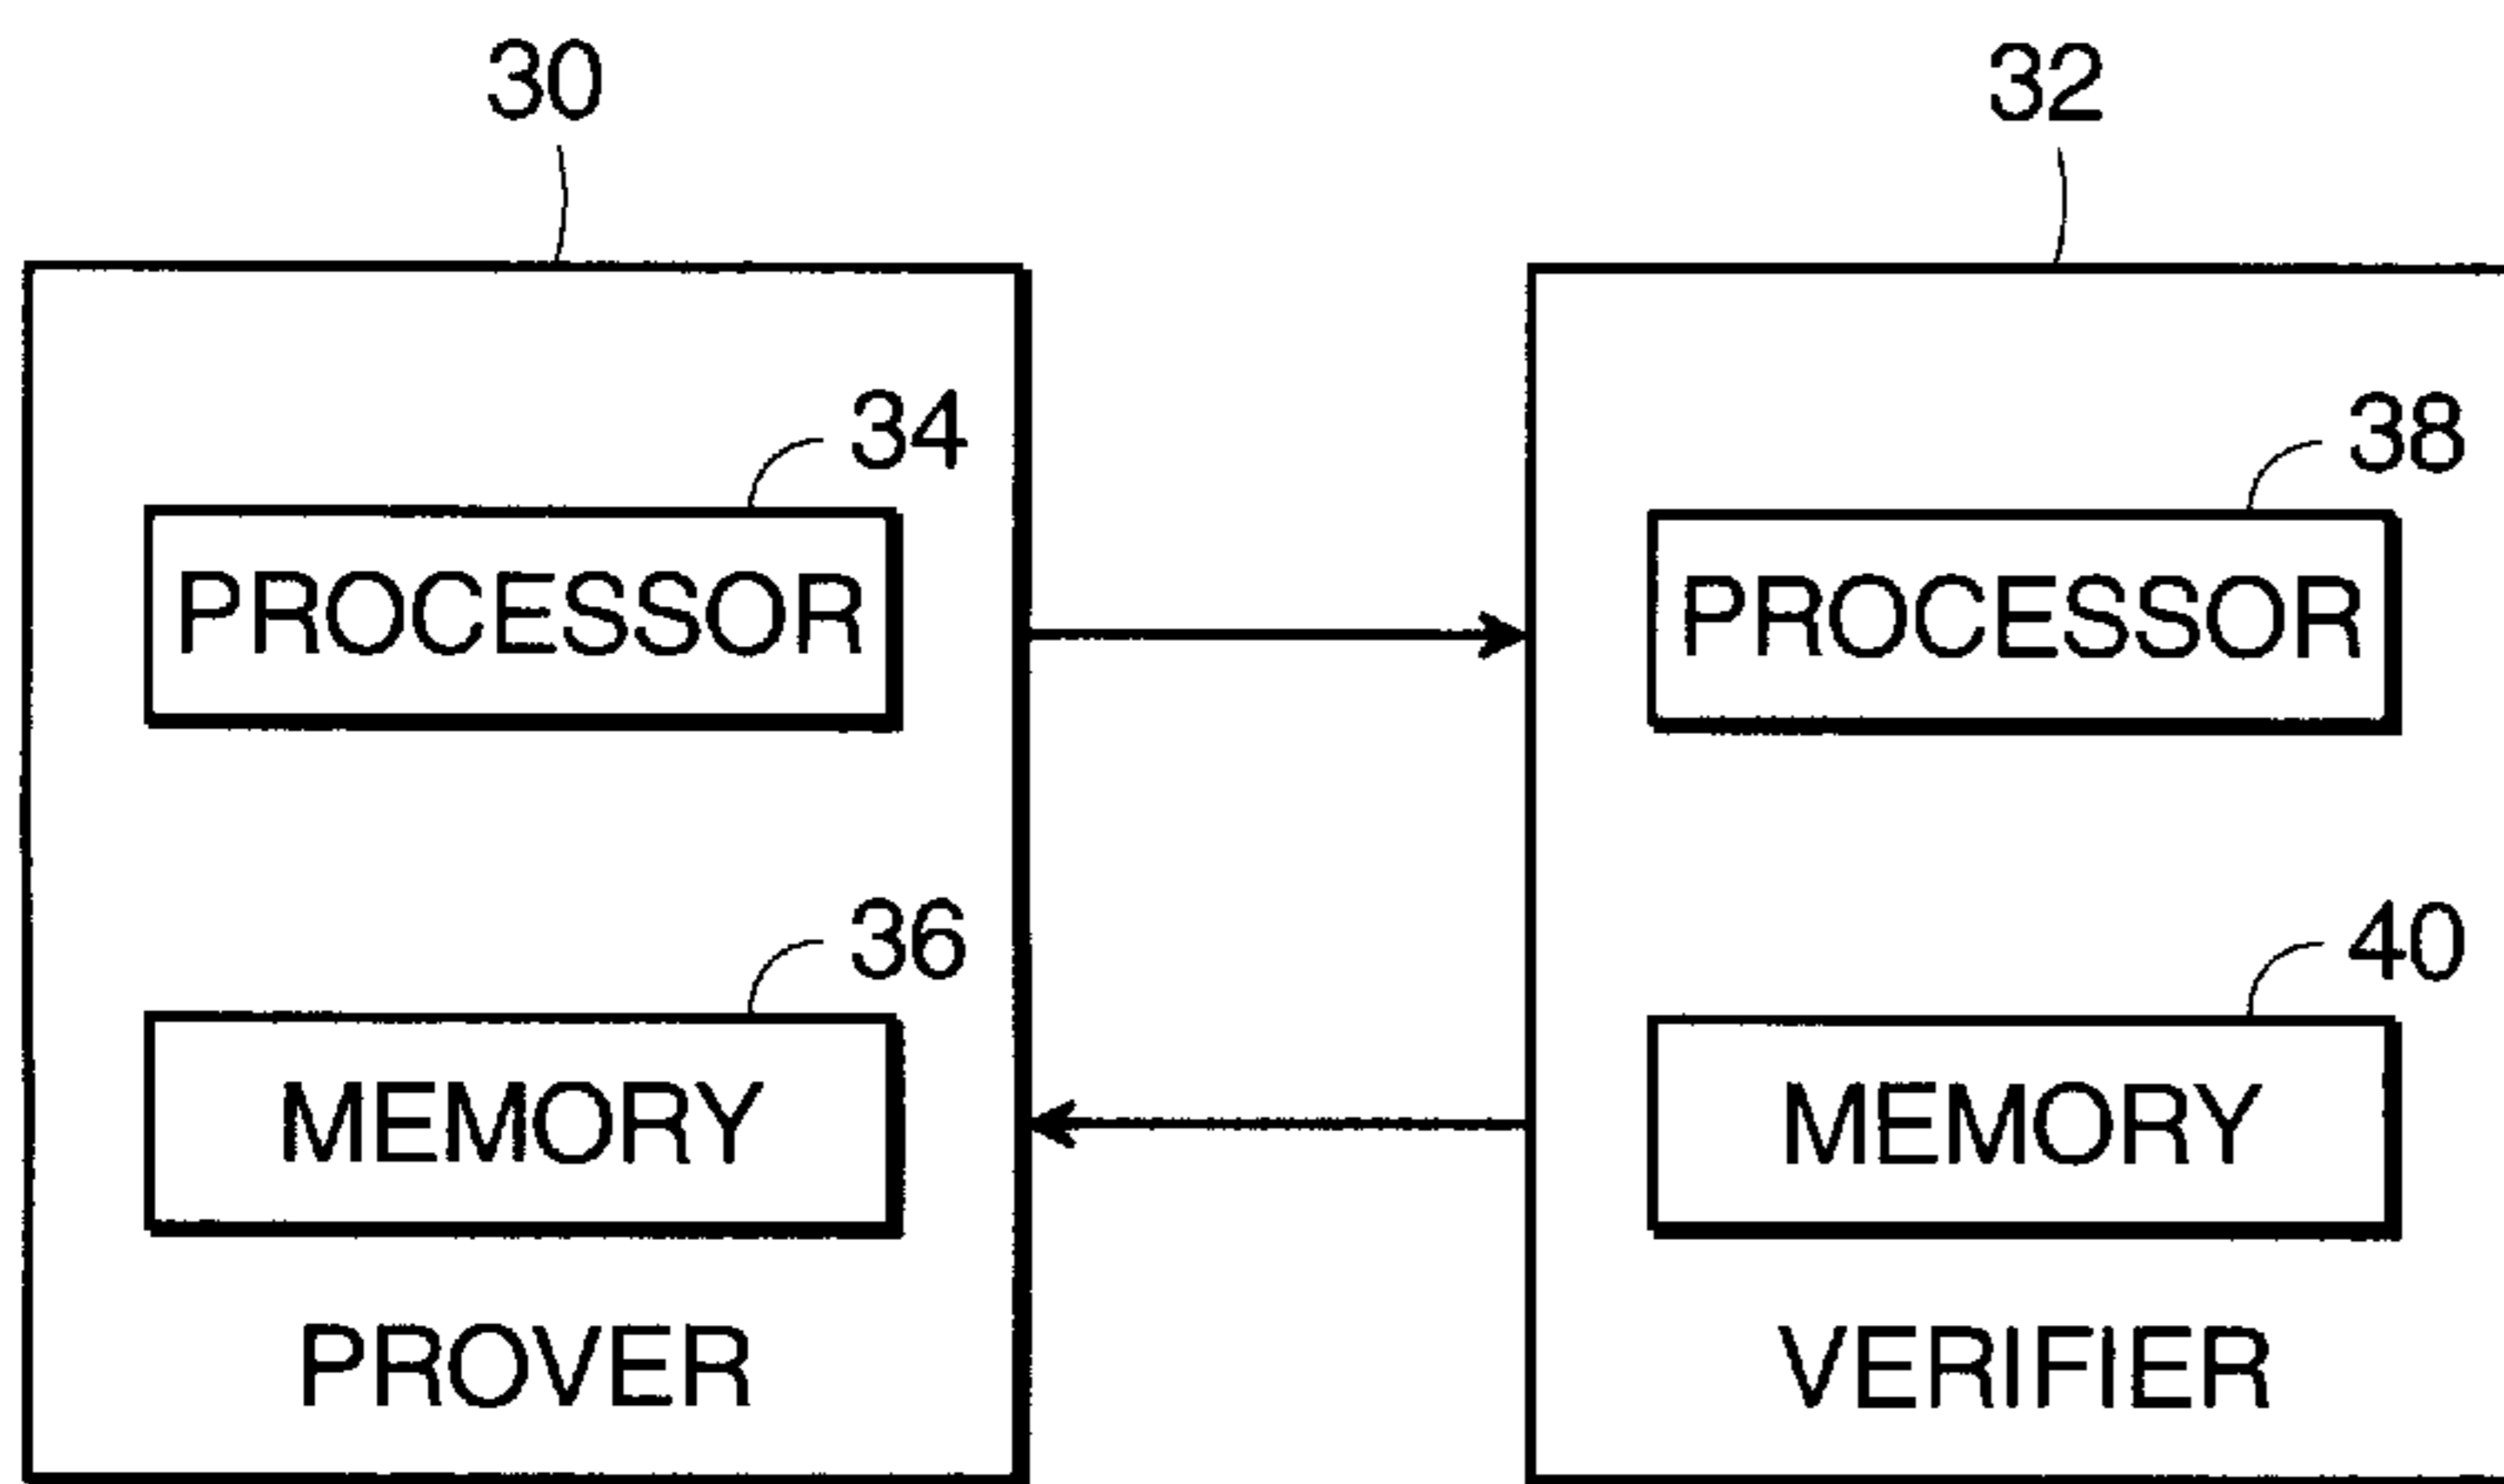 30
32
34
38
PROCESSOR
PROCESSOR
36
40
MEMORY
MEMORY
PROVER
VERIFIER